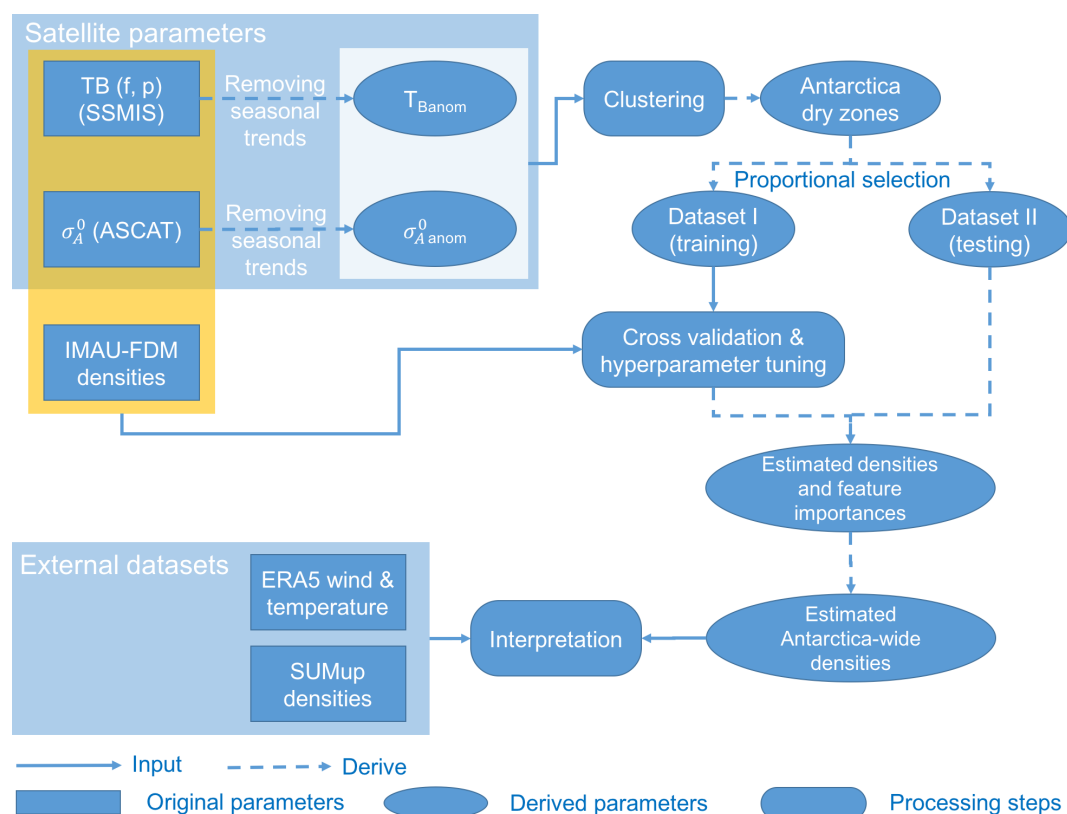 Satellite parameters
TB (f, p)
(SSMIS)
Removing
seasonal
trends
T_Banom
Clustering
Antarctica
dry zones
σ_A^0 (ASCAT)
Removing
seasonal
trends
σ_A^0 anom
Proportional selection
Dataset I
(training)
Dataset II
(testing)
IMAU-FDM
densities
Cross validation &
hyperparameter tuning
Estimated densities
and feature
importances
External datasets
ERA5 wind &
temperature
SUMup
densities
Interpretation
Estimated
Antarctica-wide
densities
Input
Derive
Original parameters
Derived parameters
Processing steps